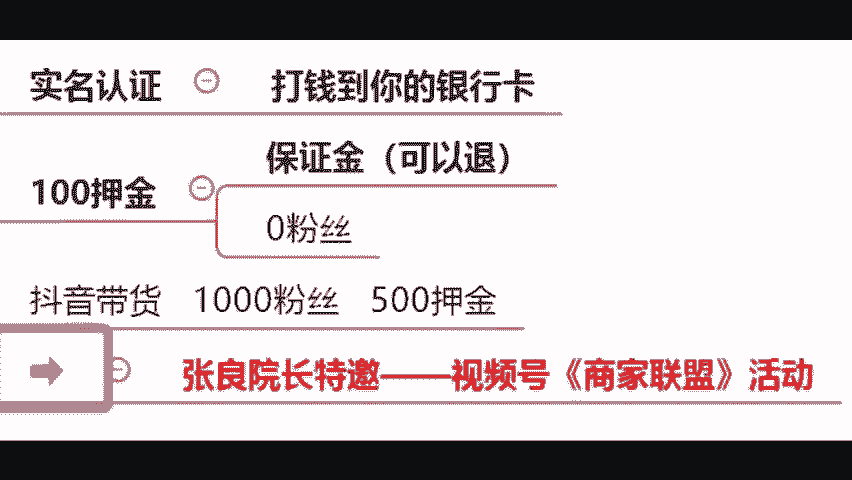 实名认证 打钱到你的银行卡
保证金（可以退）
100押金
0粉丝
抖音带货 1000粉丝 500押金
张良院长特邀——视频号《商家联盟》活动